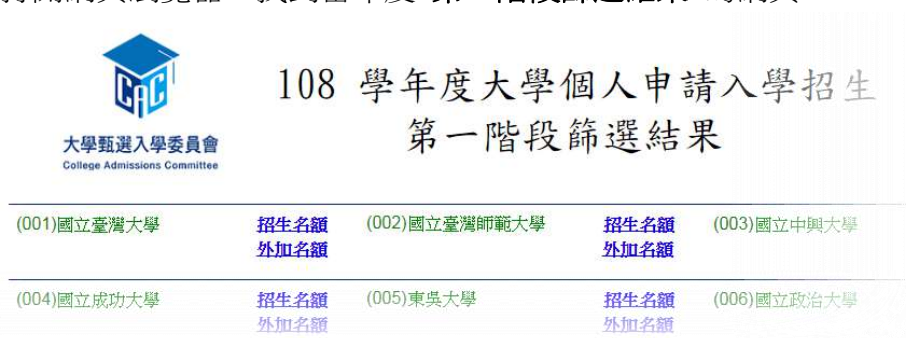 CAC
108 學年度大學個人申請入學招生
第一階段篩選結果
大學甄選入學委員會
College Admissions Committee
(001)國立臺灣大學 招生名額 (002)國立臺灣師範大學 招生名額 (003)國立中興大學
外加名額 外加名額
(004)國立成功大學 招生名額 (005)東吳大學 招生名額 (006)國立政治大學
外加名額 外加名額